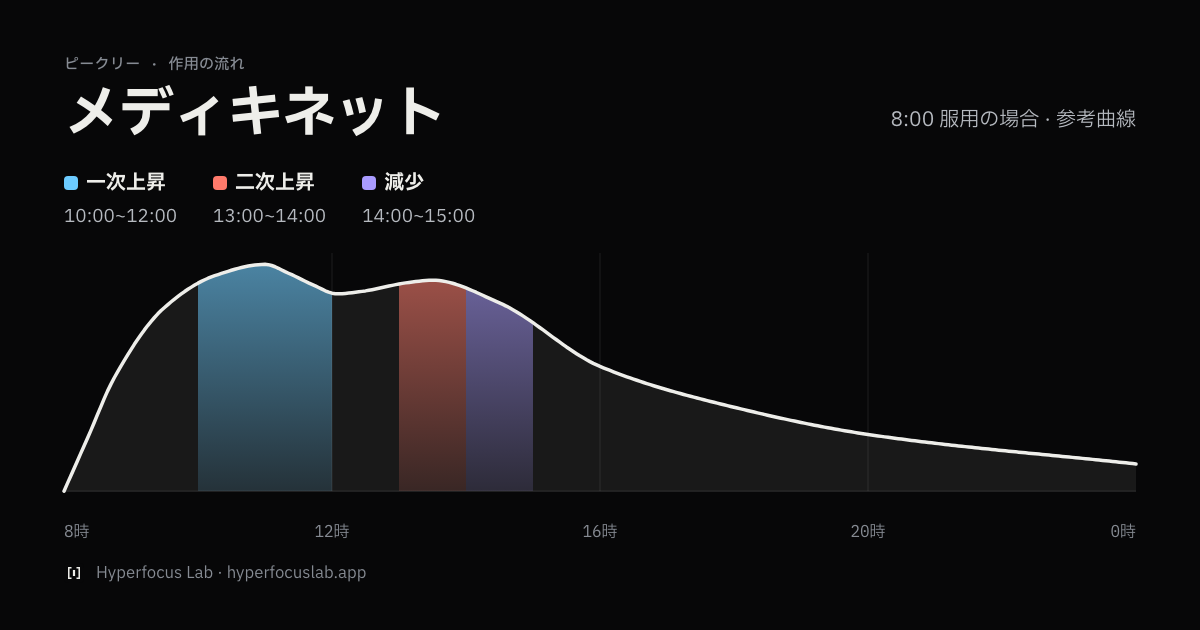 ピークリー · 作用の流れ
メディキネット
8:00 服用の場合 · 参考曲線
一次上昇 二次上昇 減少
10:00~12:00 13:00~14:00 14:00~15:00
8時 12時 16時 20時 0時
Hyperfocus Lab · hyperfocuslab.app